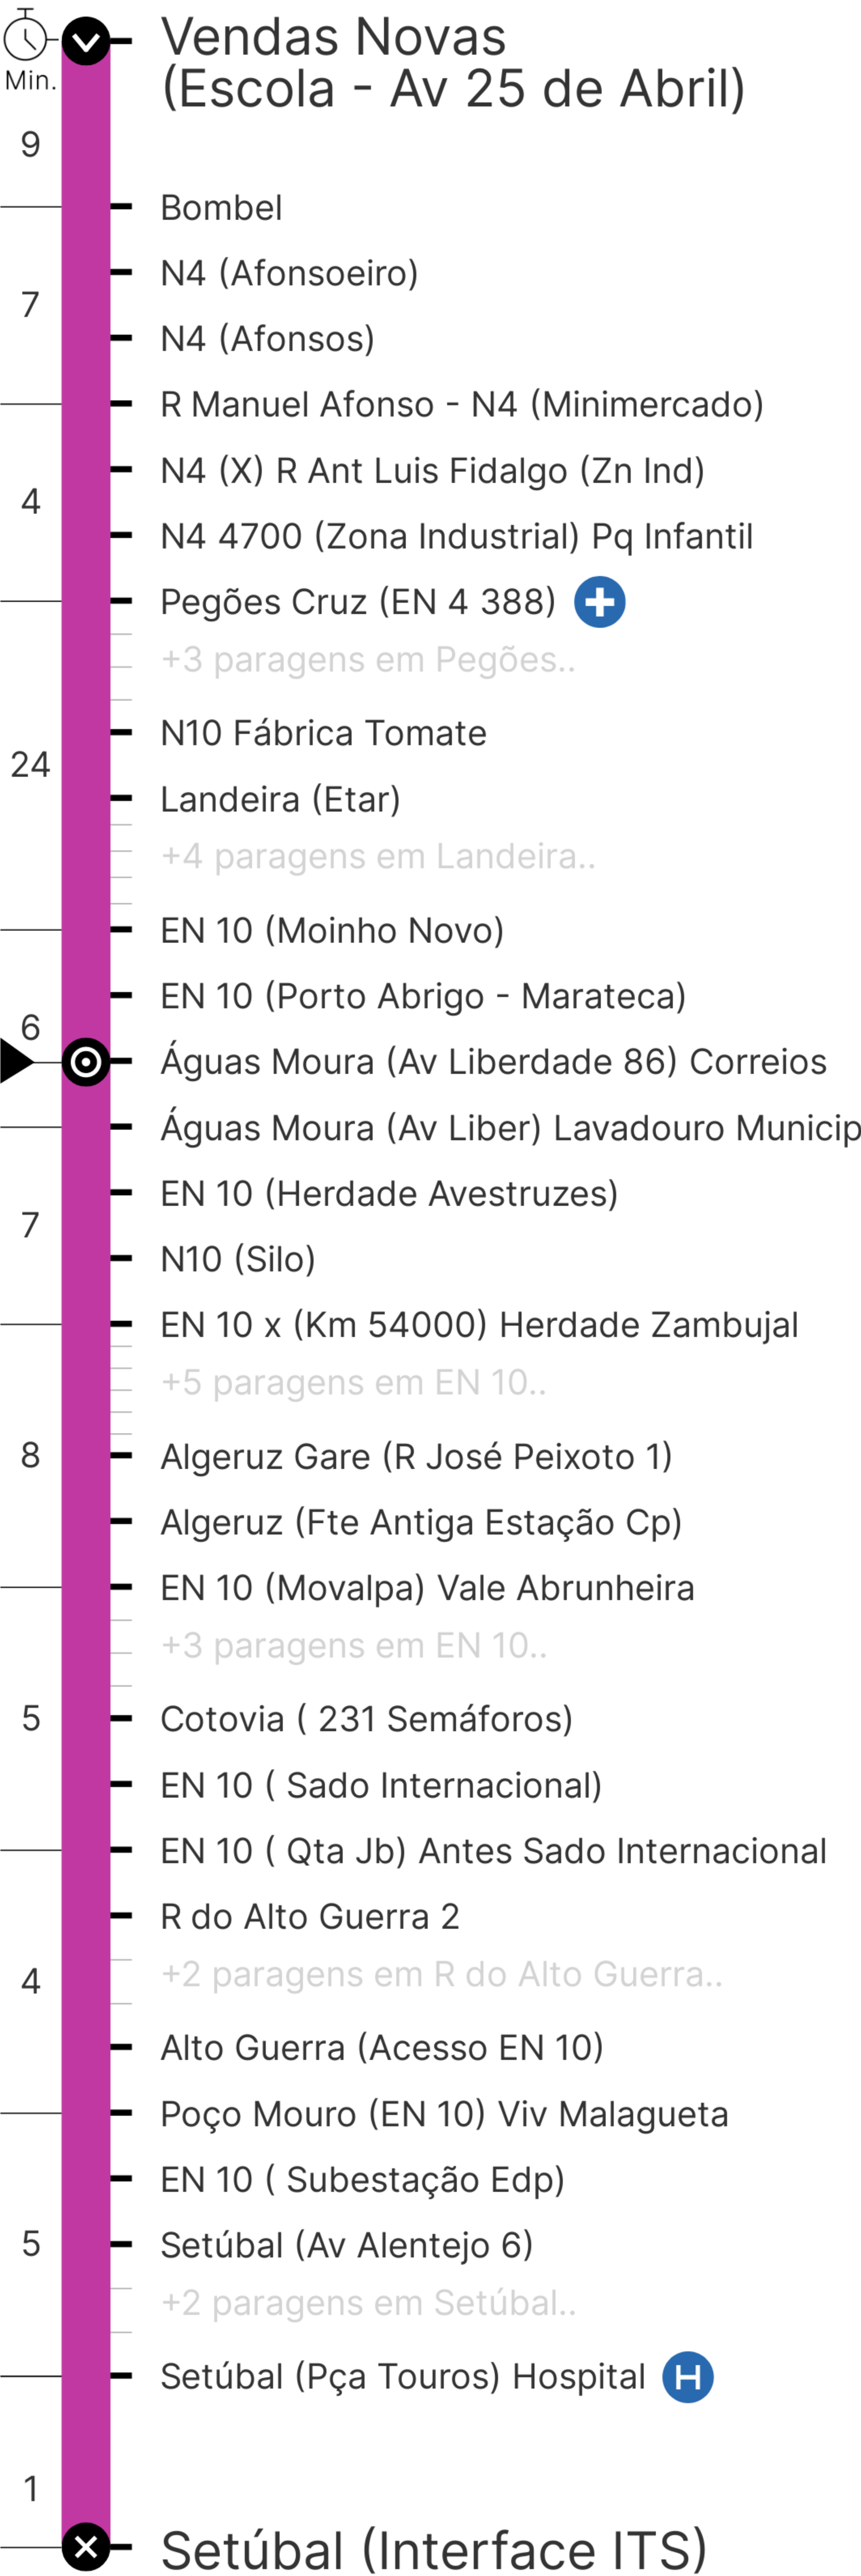 Vendas Novas
(Escola - Av 25 de Abril)
Min.
9
Bombel
N4 (Afonsoeiro)
7
N4 (Afonsos)
R Manuel Afonso - N4 (Minimercado)
N4 (X) R Ant Luis Fidalgo (Zn Ind)
4
N4 4700 (Zona Industrial) Pq Infantil
Pegões Cruz (EN 4 388)
+3 paragens em Pegões..
N10 Fábrica Tomate
24
Landeira (Etar)
+4 paragens em Landeira..
EN 10 (Moinho Novo)
EN 10 (Porto Abrigo - Marateca)
6
Águas Moura (Av Liberdade 86) Correios
Águas Moura (Av Liber) Lavadouro Municip
EN 10 (Herdade Avestruzes)
7
N10 (Silo)
EN 10 x (Km 54000) Herdade Zambujal
+5 paragens em EN 10..
8
Algeruz Gare (R José Peixoto 1)
Algeruz (Fte Antiga Estação Cp)
EN 10 (Movalpa) Vale Abrunheira
+3 paragens em EN 10..
5
Cotovia ( 231 Semáforos)
EN 10 ( Sado Internacional)
EN 10 ( Qta Jb) Antes Sado Internacional
R do Alto Guerra 2
+2 paragens em R do Alto Guerra..
4
Alto Guerra (Acesso EN 10)
Poço Mouro (EN 10) Viv Malagueta
EN 10 ( Subestação Edp)
5
Setúbal (Av Alentejo 6)
+2 paragens em Setúbal..
Setúbal (Pça Touros) Hospital H
1
Setúbal (Interface ITS)